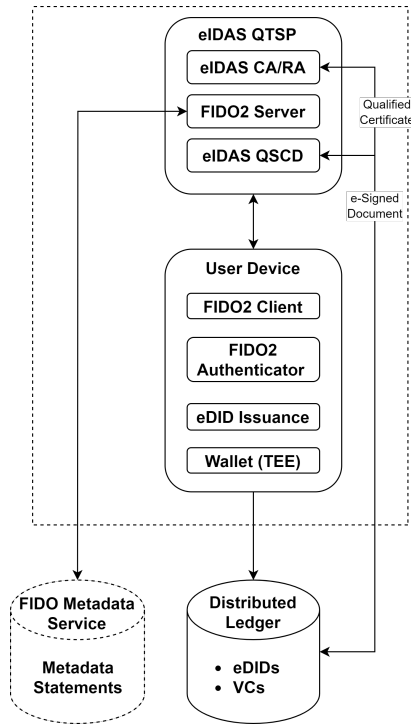 eIDAS QTSP
eIDAS CA/RA
FIDO2 Server
eIDAS QSCD
Qualified
Certificate
e-Signed
Document
User Device
FIDO2 Client
FIDO2
Authenticator
eDID Issuance
Wallet (TEE)
FIDO Metadata
Service
Metadata
Statements
Distributed
Ledger
• eDIDs
• VCs